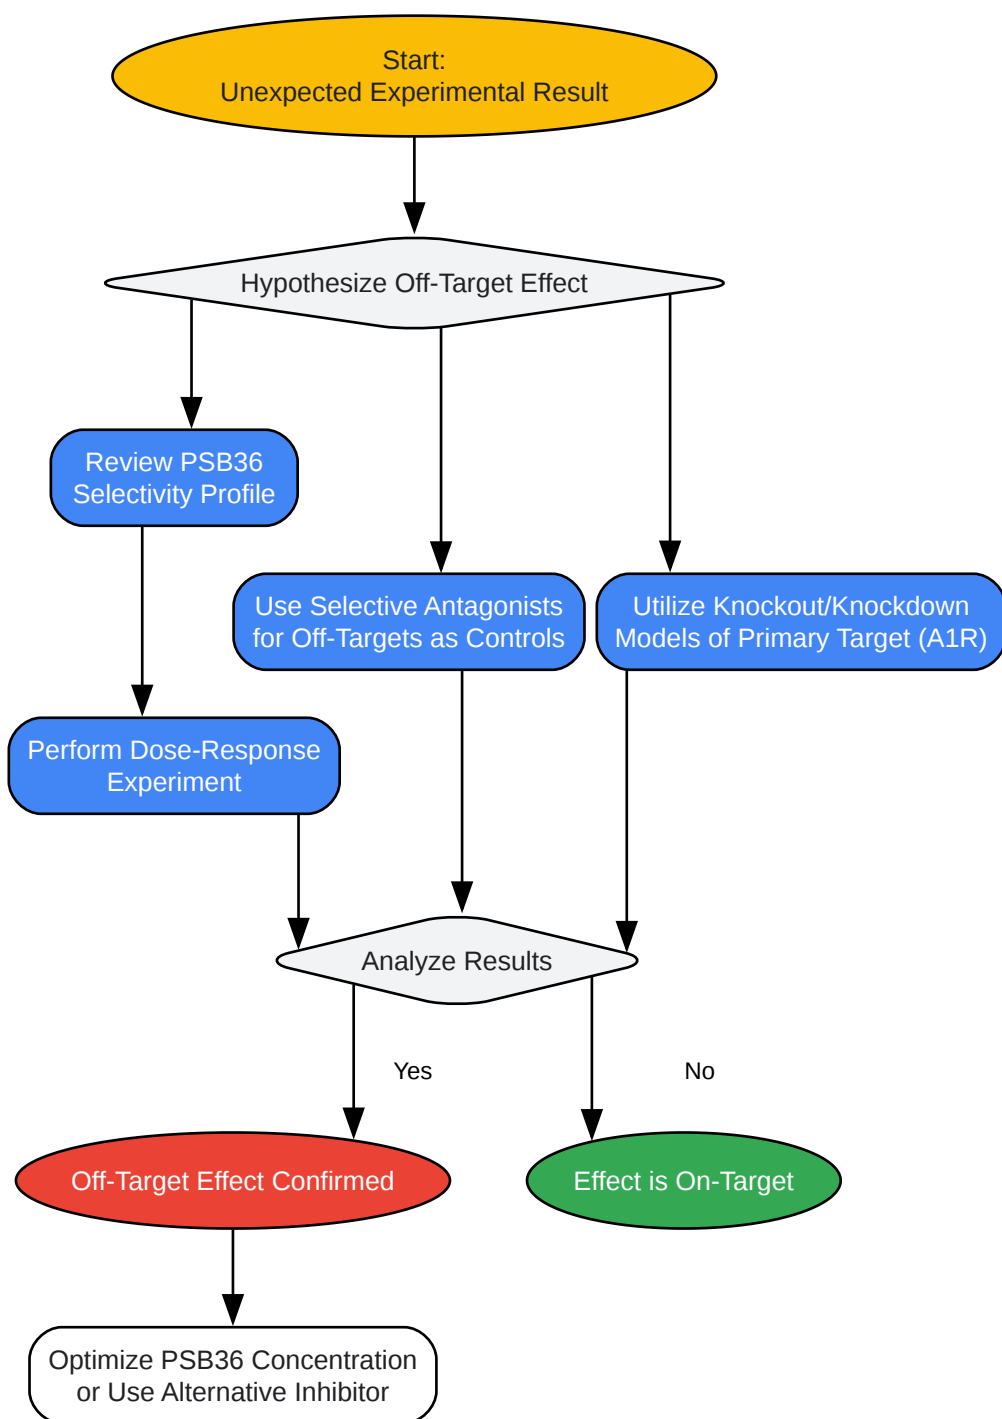 Start:
Unexpected Experimental Result
Hypothesize Off-Target Effect
Review PSB36
Selectivity Profile
Use Selective Antagonists
for Off-Targets as Controls
Utilize Knockout/Knockdown
Models of Primary Target (A1R)
Perform Dose-Response
Experiment
Analyze Results
Yes
No
Off-Target Effect Confirmed
Effect is On-Target
Optimize PSB36 Concentration
or Use Alternative Inhibitor